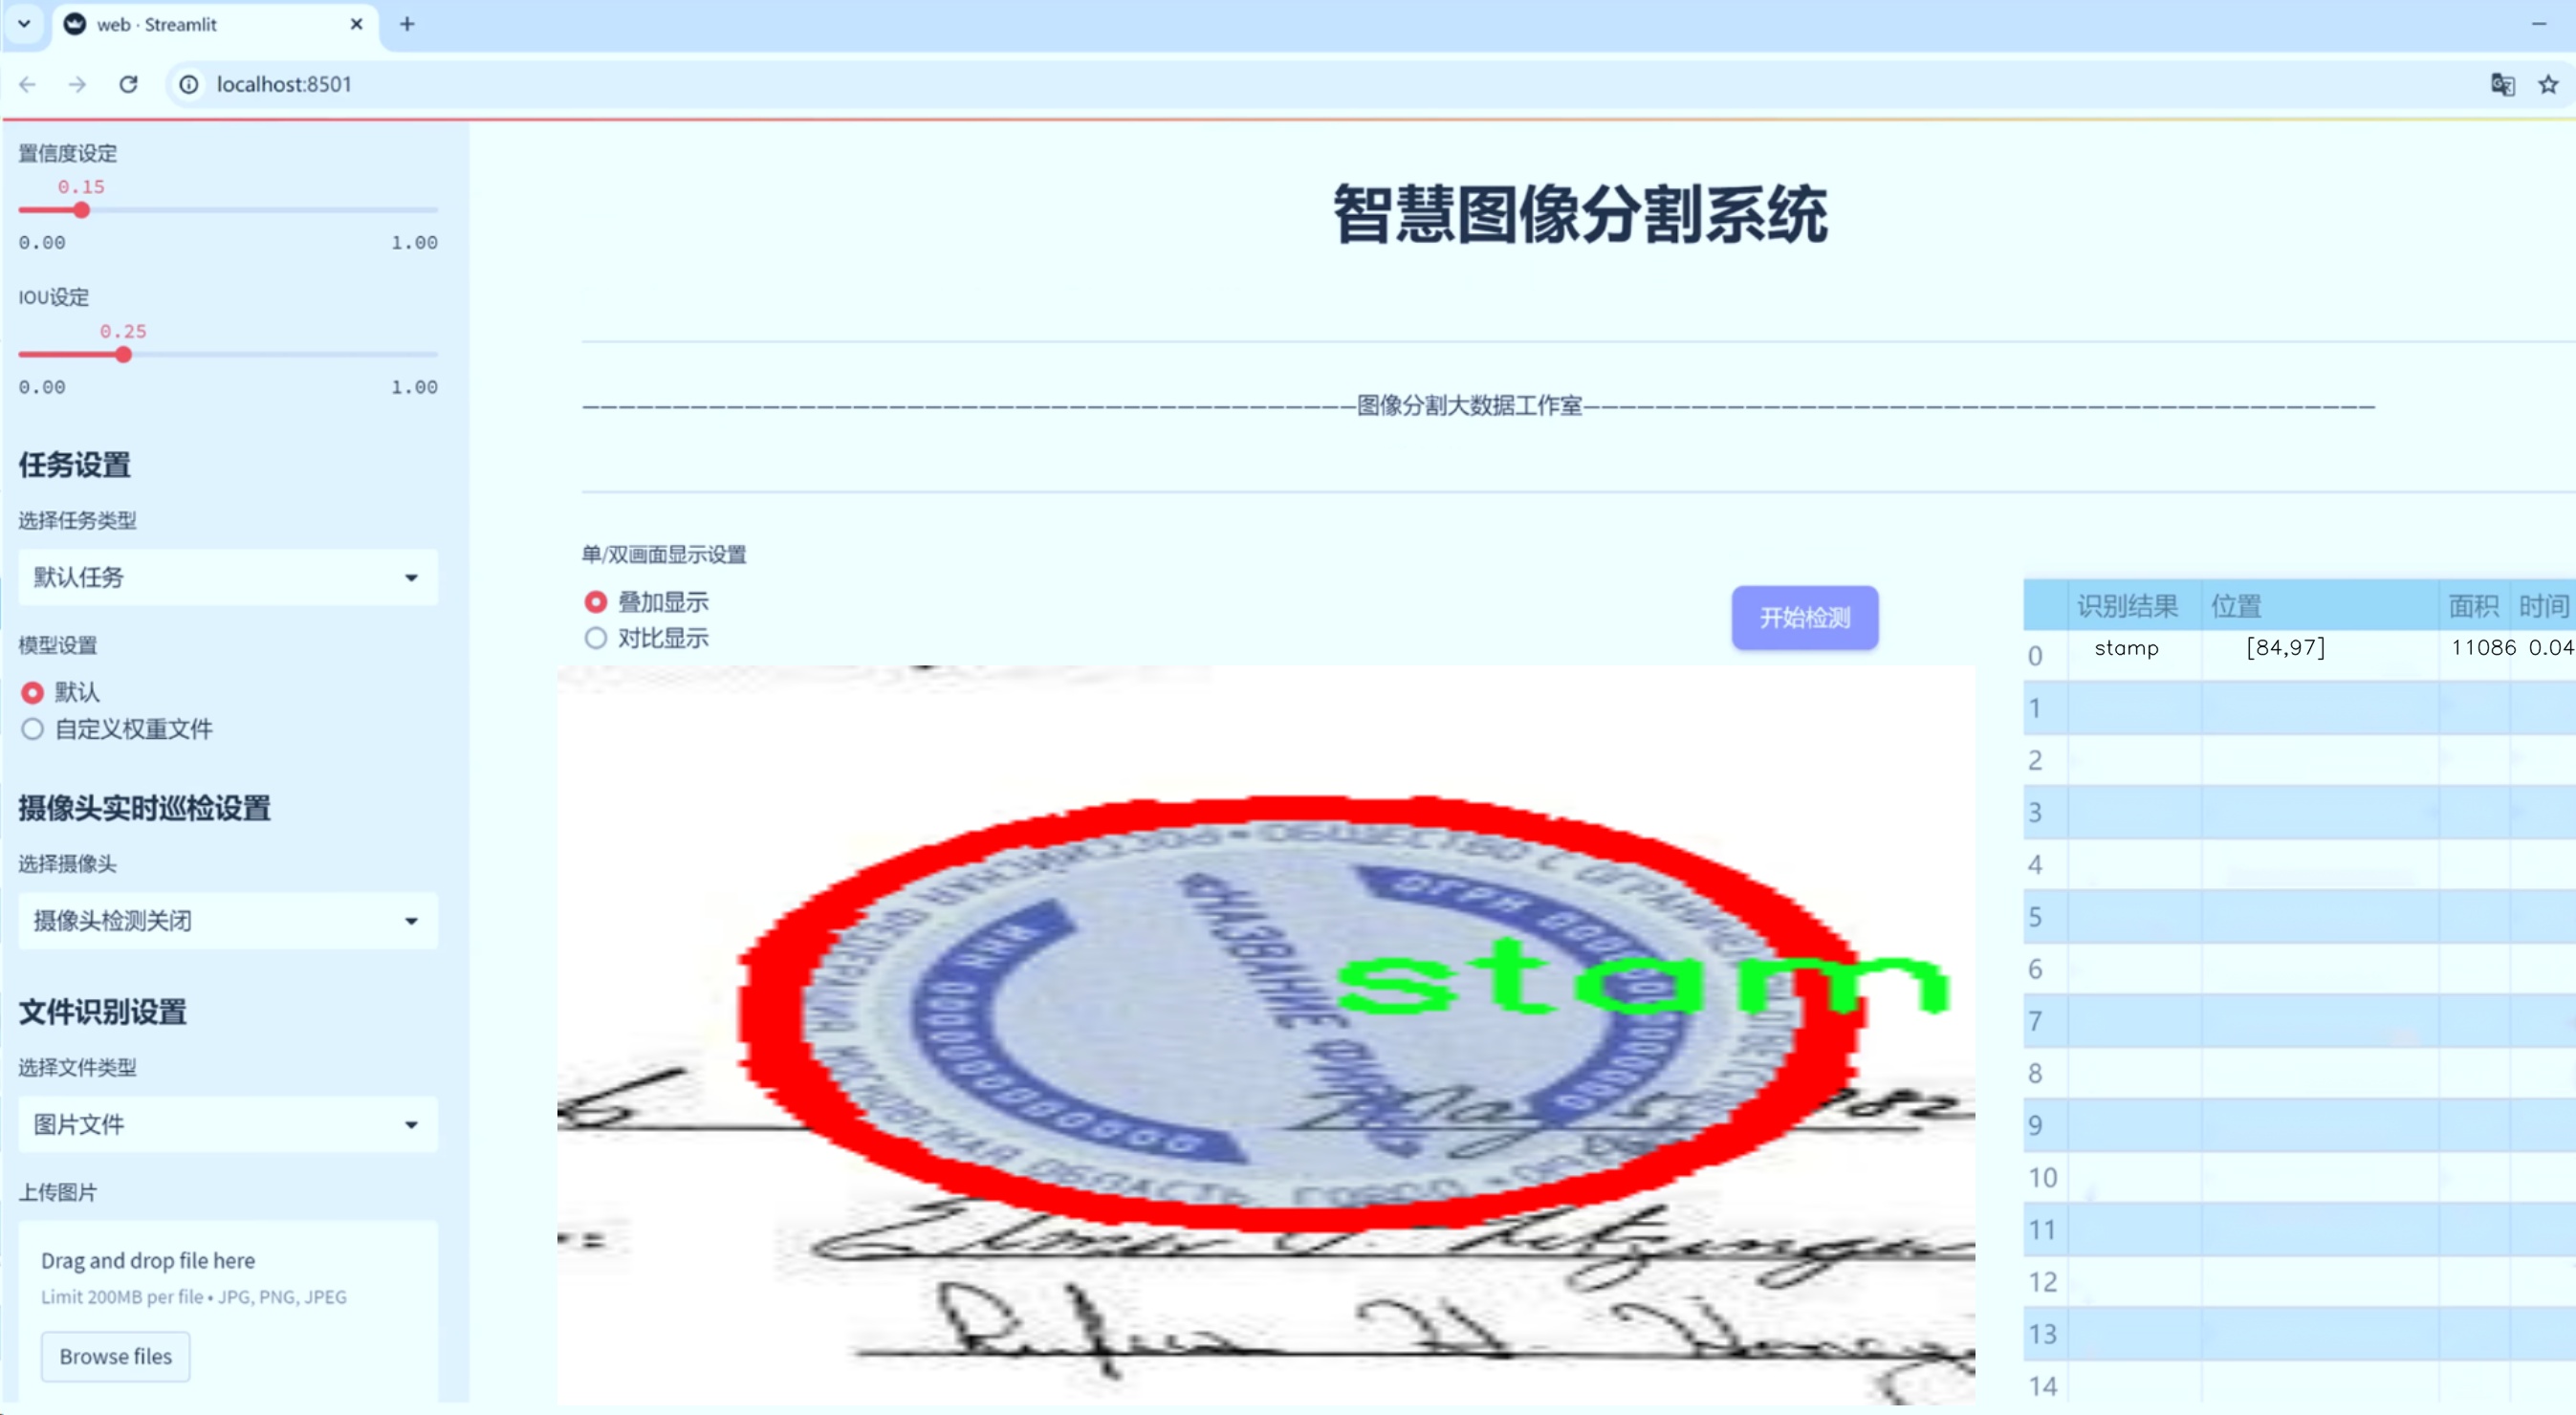 web · Streamlit
localhost:8501
置信度设定
0.15
0.00 1.00
IOU设定
0.25
0.00 1.00
任务设置
选择任务类型
默认任务
模型设置
默认
自定义权重文件
摄像头实时巡检设置
选择摄像头
摄像头检测关闭
文件识别设置
选择文件类型
图片文件
上传图片
Drag and drop file here
Limit 200MB per file • JPG, PNG, JPEG
Browse files
智慧图像分割系统
图像分割大数据工作室
单/双画面显示设置
叠加显示
对比显示
开始检测
ОБЩЕСТВО С
ИНН 0000000000000
ОГРН
НАЗВАНИЕ ФИРМЫ
МОСКОВСКАЯ ОБЛАСТЬ
stam
识别结果 位置 面积 时间
0 stamp [84,97] 11086 0.04
1
2
3
4
5
6
7
8
9
10
11
12
13
14